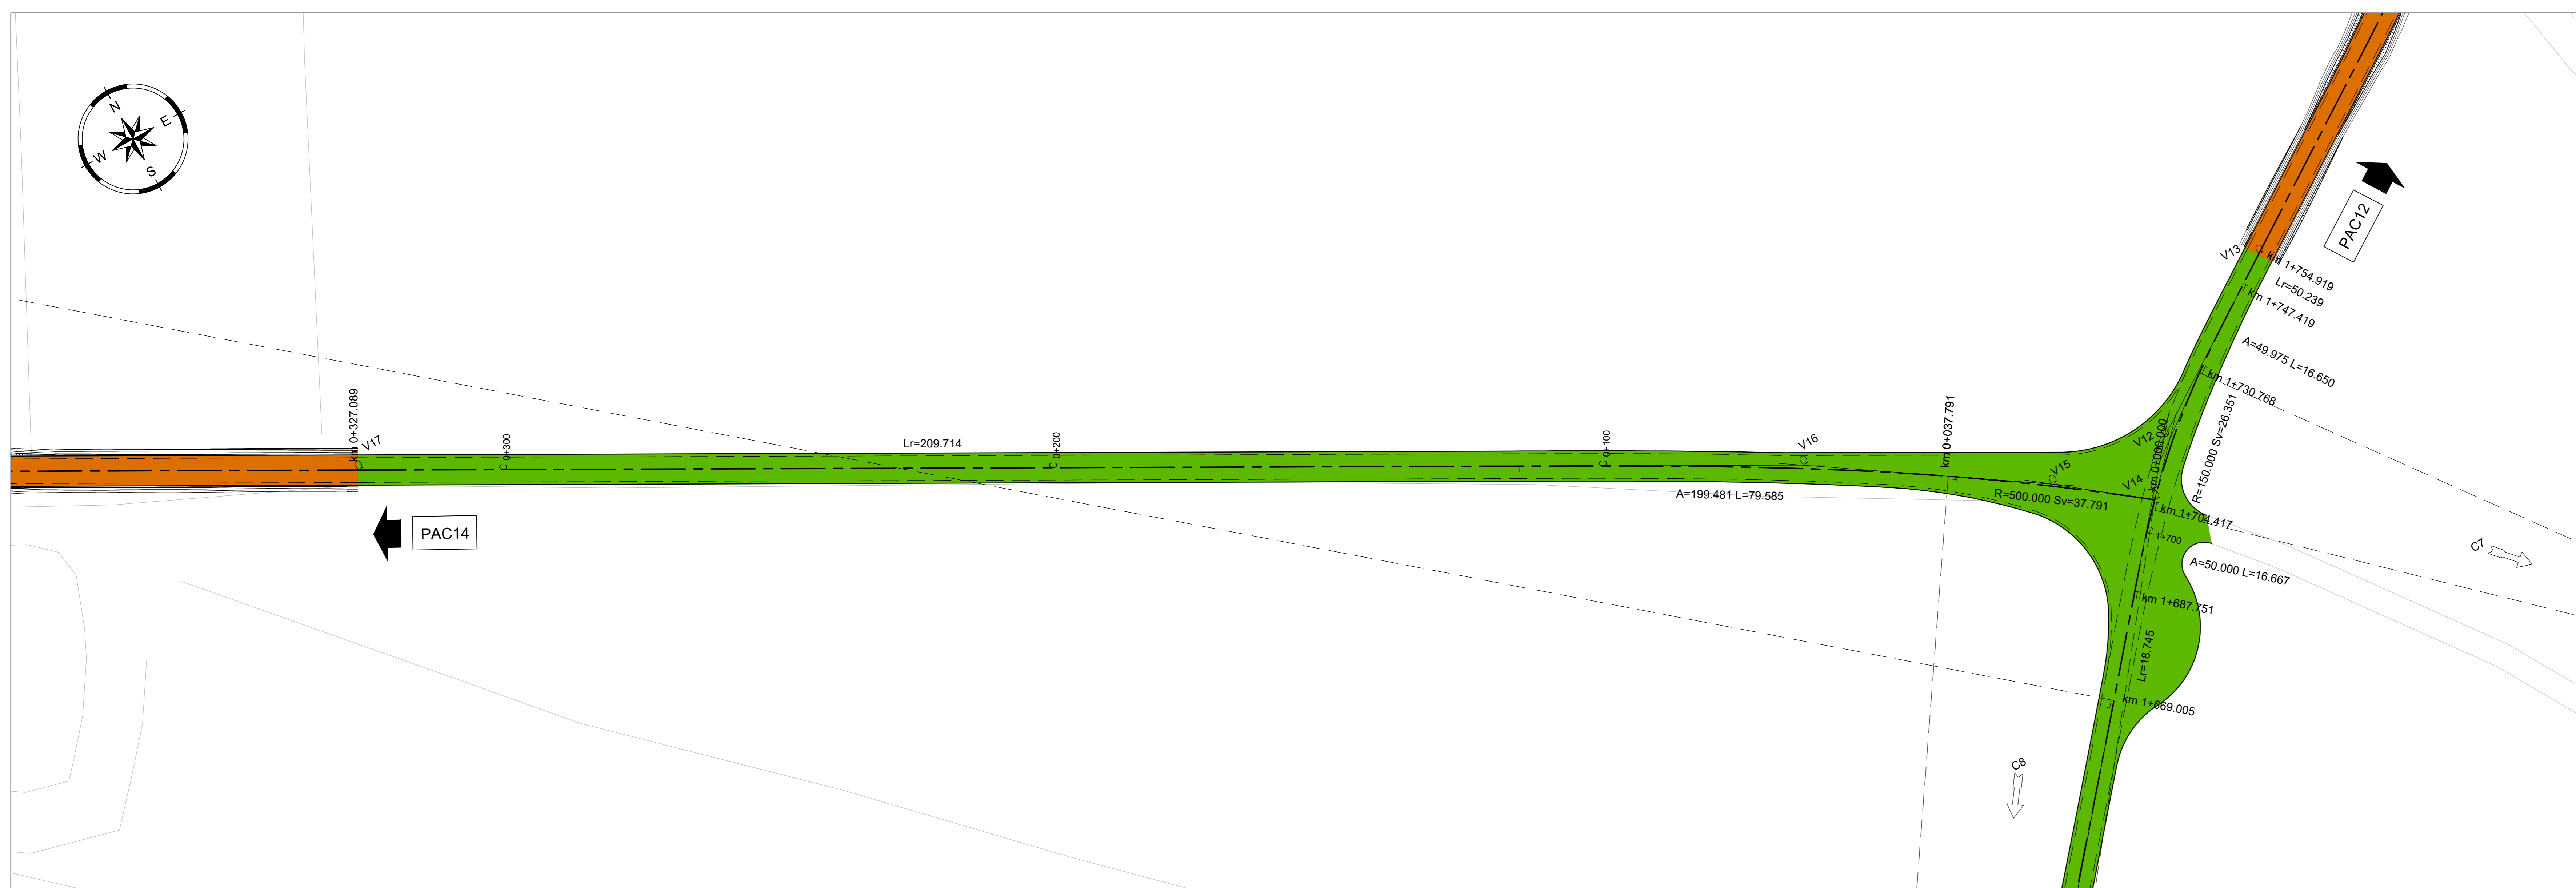 N
E
W
S
PAC12
V13
km 1+754.919
Lr=50.239
km 1+747.419
A=49.975 L=16.650
km 1+730.768
R=150.000 Sv=26.351
km 0+327.089
V17
C 0+300
Lr=209.714
C 0+200
C 0+100
V16
km 0+037.791
V12
km 0+000.000
V15
V14
A=199.481 L=79.585
R=500.000 Sv=37.791
km 1+704.417
C 1+700
PAC14
C7
A=50.000 L=16.667
km 1+687.751
Lr=18.745
km 1+669.005
C8